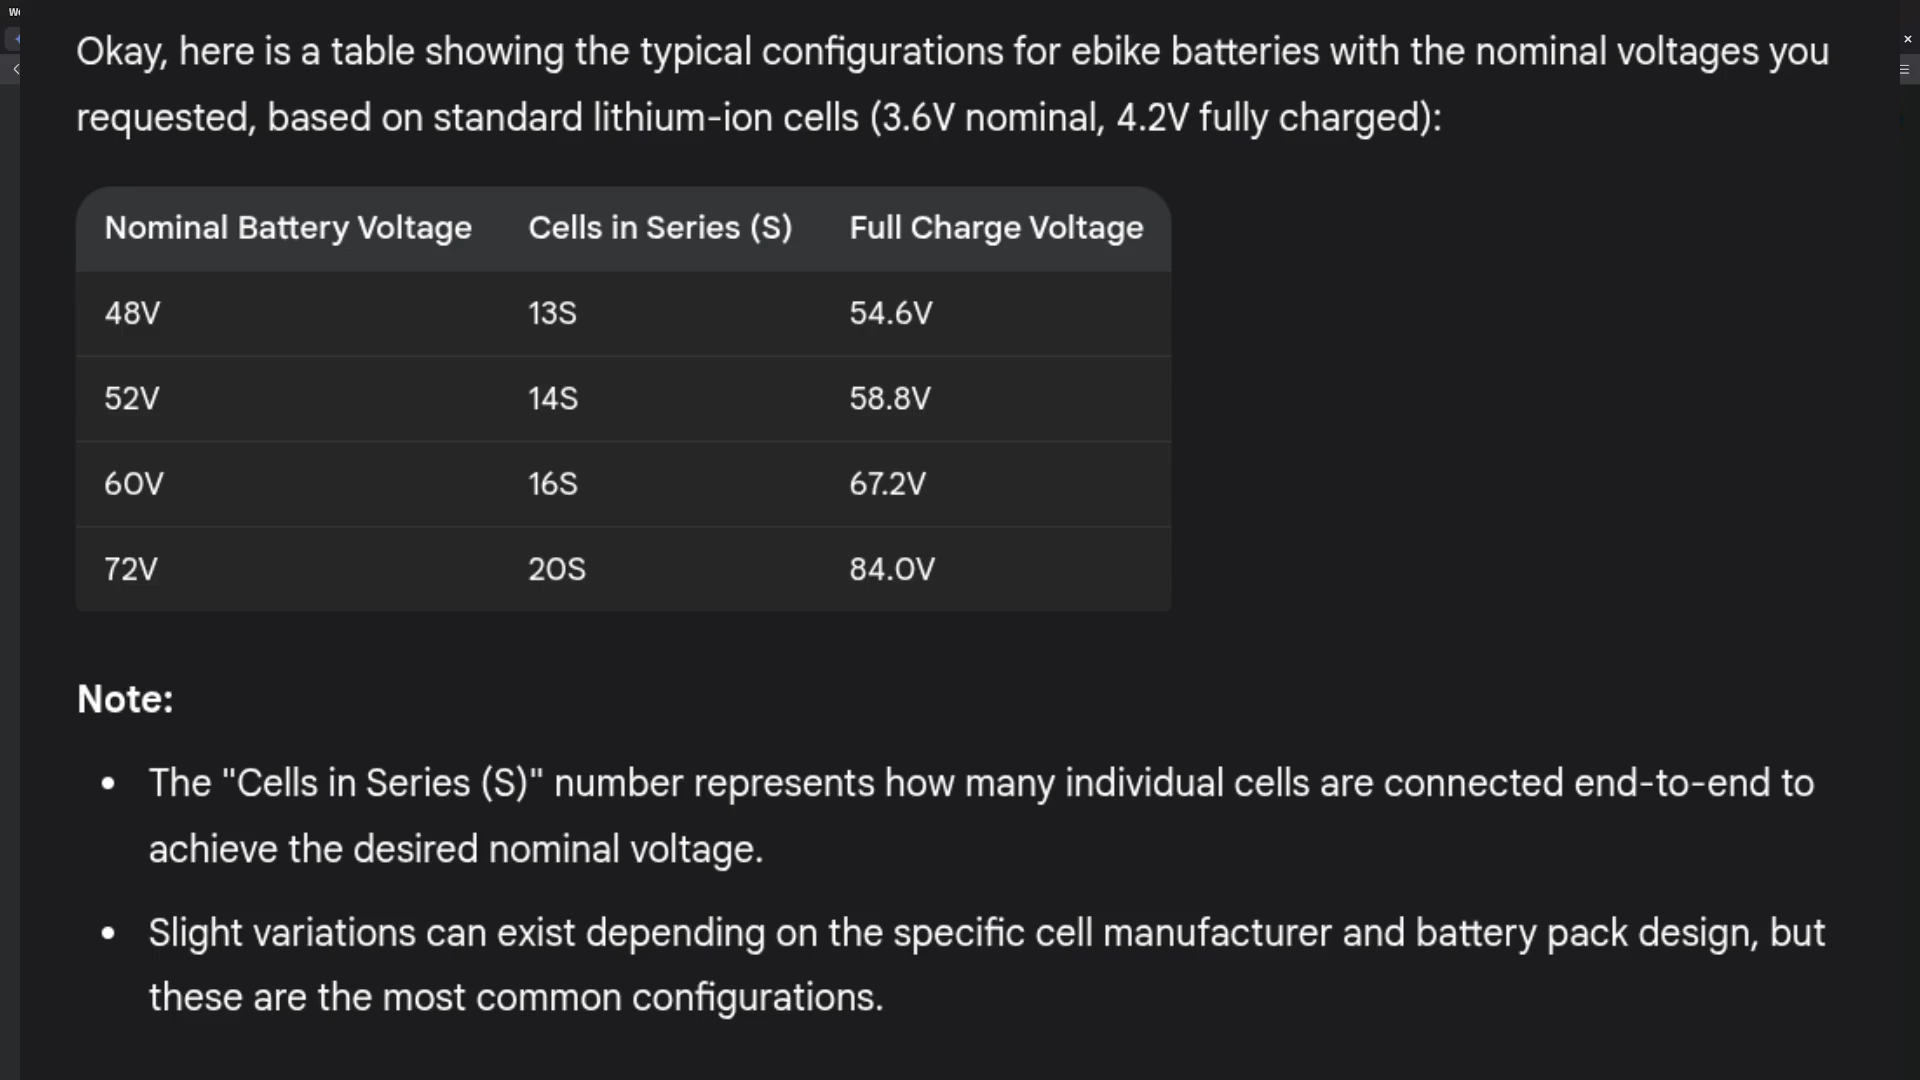 We
Okay, here is a table showing the typical configurations for ebike batteries with the nominal voltages you
requested, based on standard lithium-ion cells (3.6V nominal, 4.2V fully charged):
Nominal Battery Voltage Cells in Series (S) Full Charge Voltage
48V 13S 54.6V
52V 14S 58.8V
60V 16S 67.2V
72V 20S 84.0V
Note:
• The "Cells in Series (S)" number represents how many individual cells are connected end-to-end to
achieve the desired nominal voltage.
• Slight variations can exist depending on the specific cell manufacturer and battery pack design, but
these are the most common configurations.